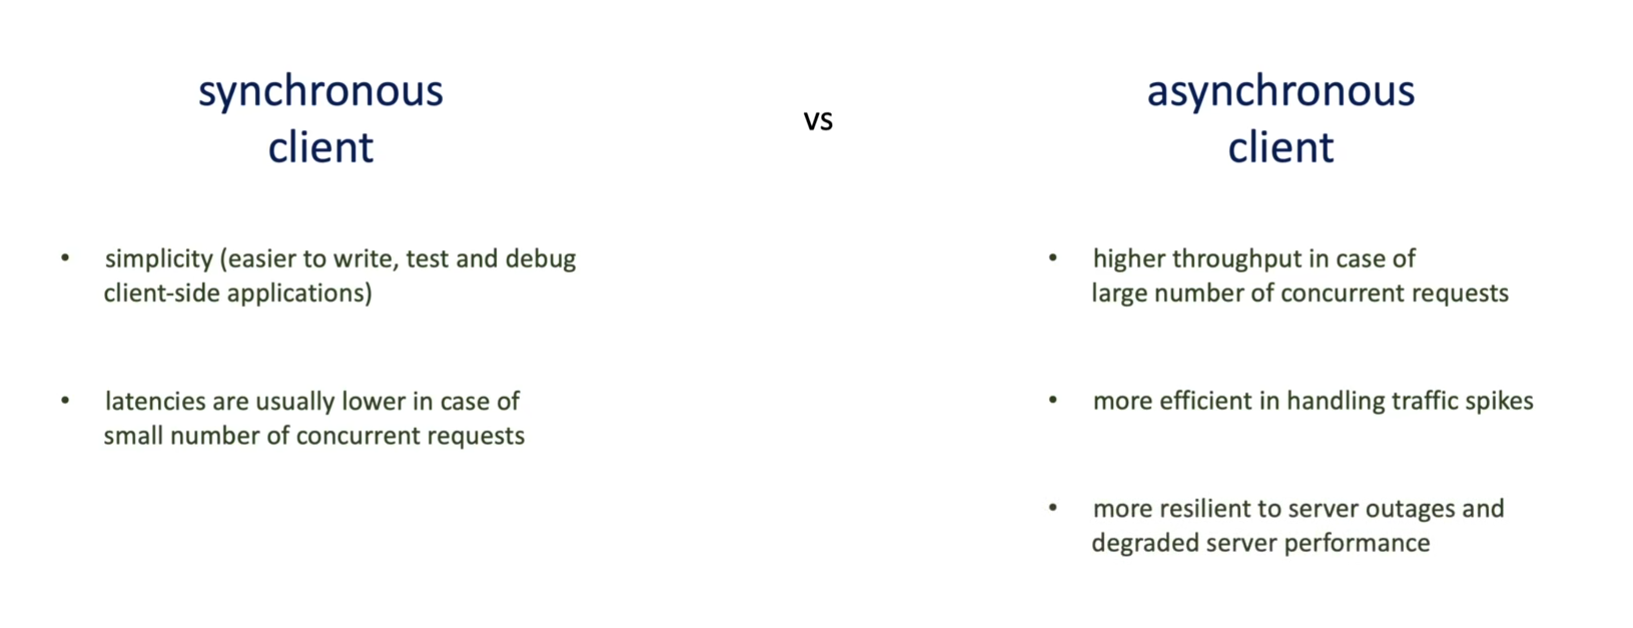 synchronous
client
vs
asynchronous
client
• simplicity (easier to write, test and debug
client-side applications)
• latencies are usually lower in case of
small number of concurrent requests
• higher throughput in case of
large number of concurrent requests
• more efficient in handling traffic spikes
• more resilient to server outages and
degraded server performance